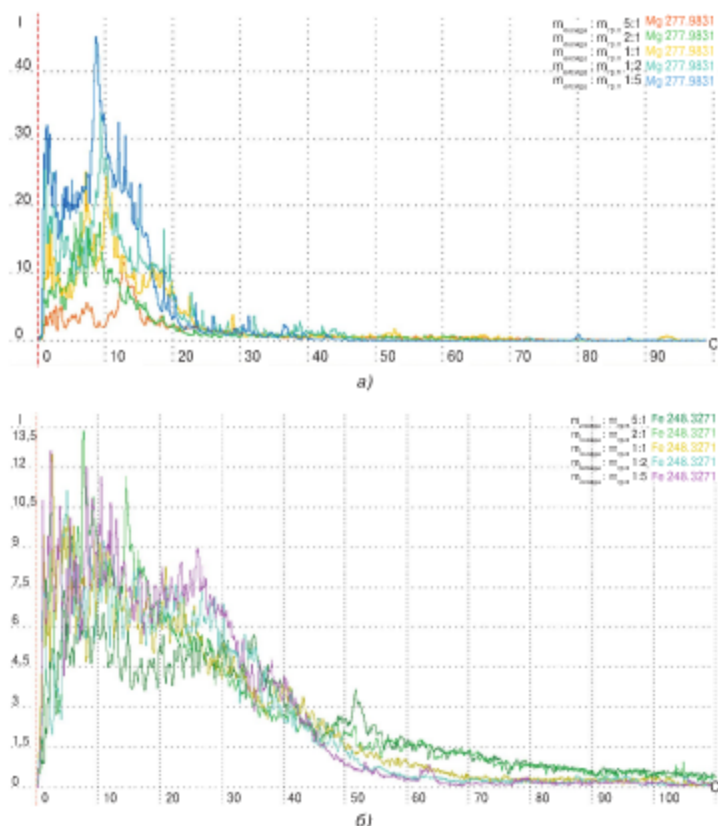 I
5:1 Mg 277.9831
2:1 Mg 277.9831
1:1 Mg 277.9831
1:2 Mg 277.9831
1:5 Mg 277.9831
40
30
20
10
0
0 10 20 30 40 50 60 70 80 90 С
а)
I
5:1 Fe 248.3271
2:1 Fe 248.3271
1:1 Fe 248.3271
1:2 Fe 248.3271
1:5 Fe 248.3271
13,5
12
10,5
9
7,5
6
4,5
3
1,5
0
0 10 20 30 40 50 60 70 80 90 100 С
б)